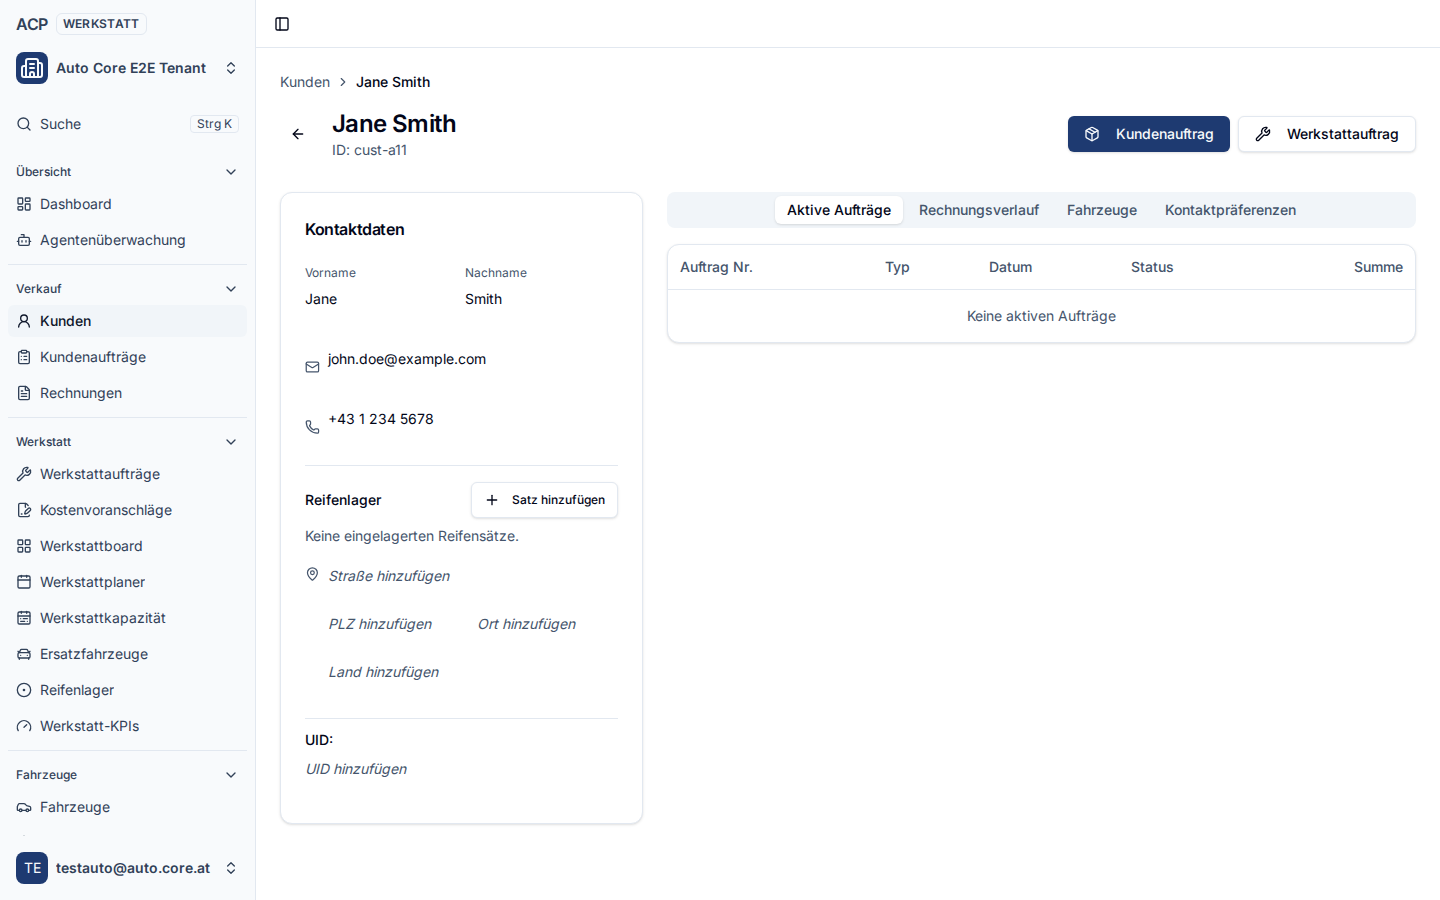 ACP WERKSTATT
Auto Core E2E Tenant
Suche Strg K
Übersicht
Dashboard
Agentenüberwachung
Verkauf
Kunden
Kundenaufträge
Rechnungen
Werkstatt
Werkstattaufträge
Kostenvoranschläge
Werkstattboard
Werkstattplaner
Werkstattkapazität
Ersatzfahrzeuge
Reifenlager
Werkstatt-KPIs
Fahrzeuge
Fahrzeuge
TE testauto@auto.core.at
Kunden Jane Smith
Jane Smith
ID: cust-a11
Kundenauftrag Werkstattauftrag
Kontaktdaten
Vorname Nachname
Jane Smith
john.doe@example.com
+43 1 234 5678
Reifenlager Satz hinzufügen
Keine eingelagerten Reifensätze.
Straße hinzufügen
PLZ hinzufügen Ort hinzufügen
Land hinzufügen
UID:
UID hinzufügen
Aktive Aufträge Rechnungsverlauf Fahrzeuge Kontaktpräferenzen
Auftrag Nr. Typ Datum Status Summe
Keine aktiven Aufträge